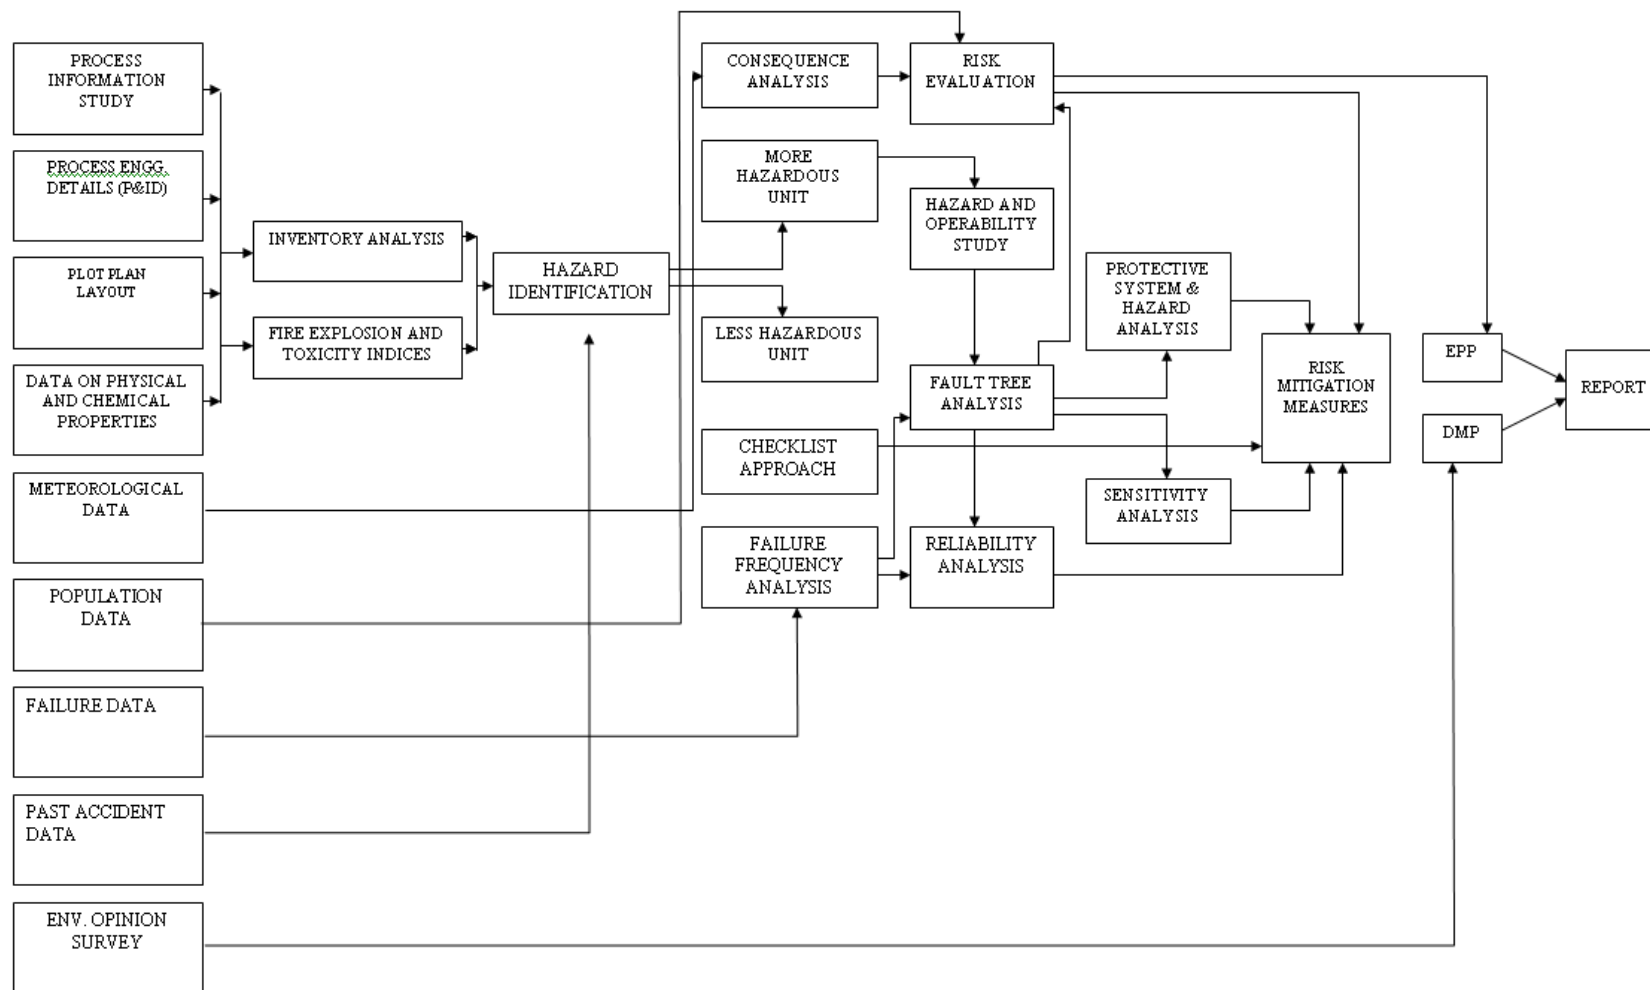 PROCESS
INFORMATION
STUDY
PROCESS ENGG.
DETAILS (P&ID)
PLOT PLAN
LAYOUT
DATA ON PHYSICAL
AND CHEMICAL
PROPERTIES
METEOROLOGICAL
DATA
POPULATION
DATA
FAILURE DATA
PAST ACCIDENT
DATA
ENV. OPINION
SURVEY
INVENTORY ANALYSIS
FIRE EXPLOSION AND
TOXICITY INDICES
HAZARD
IDENTIFICATION
CONSEQUENCE
ANALYSIS
MORE
HAZARDOUS
UNIT
LESS HAZARDOUS
UNIT
CHECKLIST
APPROACH
FAILURE
FREQUENCY
ANALYSIS
RISK
EVALUATION
HAZARD AND
OPERABILITY
STUDY
FAULT TREE
ANALYSIS
RELIABILITY
ANALYSIS
PROTECTIVE
SYSTEM &
HAZARD
ANALYSIS
SENSITIVITY
ANALYSIS
RISK
MITIGATION
MEASURES
EPP
DMP
REPORT